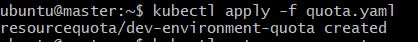 ubuntu@master:~$ kubectl apply -f quota.yaml
resourcequota/dev-environment-quota created